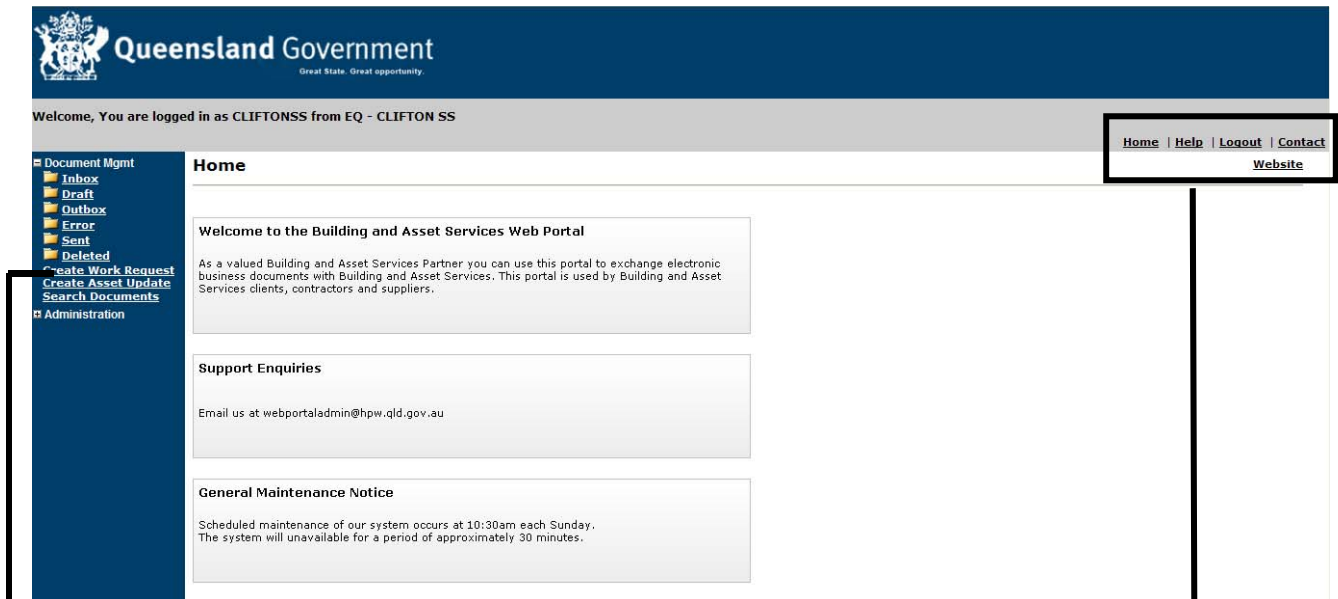 Queensland Government
Great State. Great opportunity.
Welcome, You are logged in as CLIFTONSS from EQ - CLIFTON SS
Home | Help | Logout | Contact
Website
Document Mgmt
Inbox
Draft
Outbox
Error
Sent
Deleted
Create Work Request
Create Asset Update
Search Documents
Administration
Home
Welcome to the Building and Asset Services Web Portal
As a valued Building and Asset Services Partner you can use this portal to exchange electronic
business documents with Building and Asset Services. This portal is used by Building and Asset
Services clients, contractors and suppliers.
Support Enquiries
Email us at webportaladmin@hpw.qld.gov.au
General Maintenance Notice
Scheduled maintenance of our system occurs at 10:30am each Sunday.
The system will unavailable for a period of approximately 30 minutes.